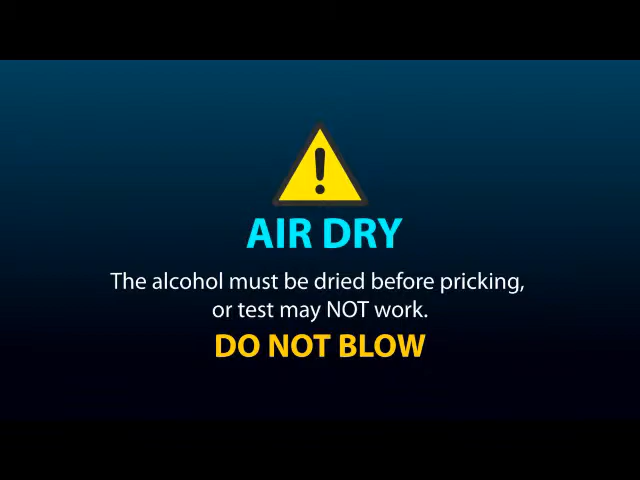 AIR DRY
The alcohol must be dried before pricking,
or test may NOT work.
DO NOT BLOW